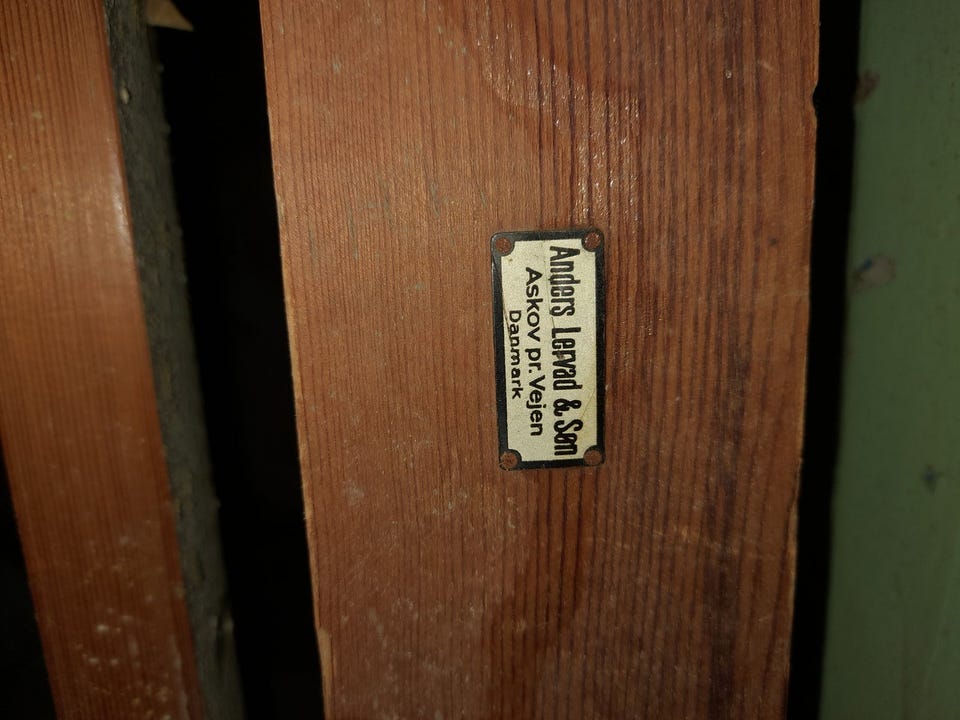 Anders Lervad & Søn
Askov pr. Vejen
Danmark